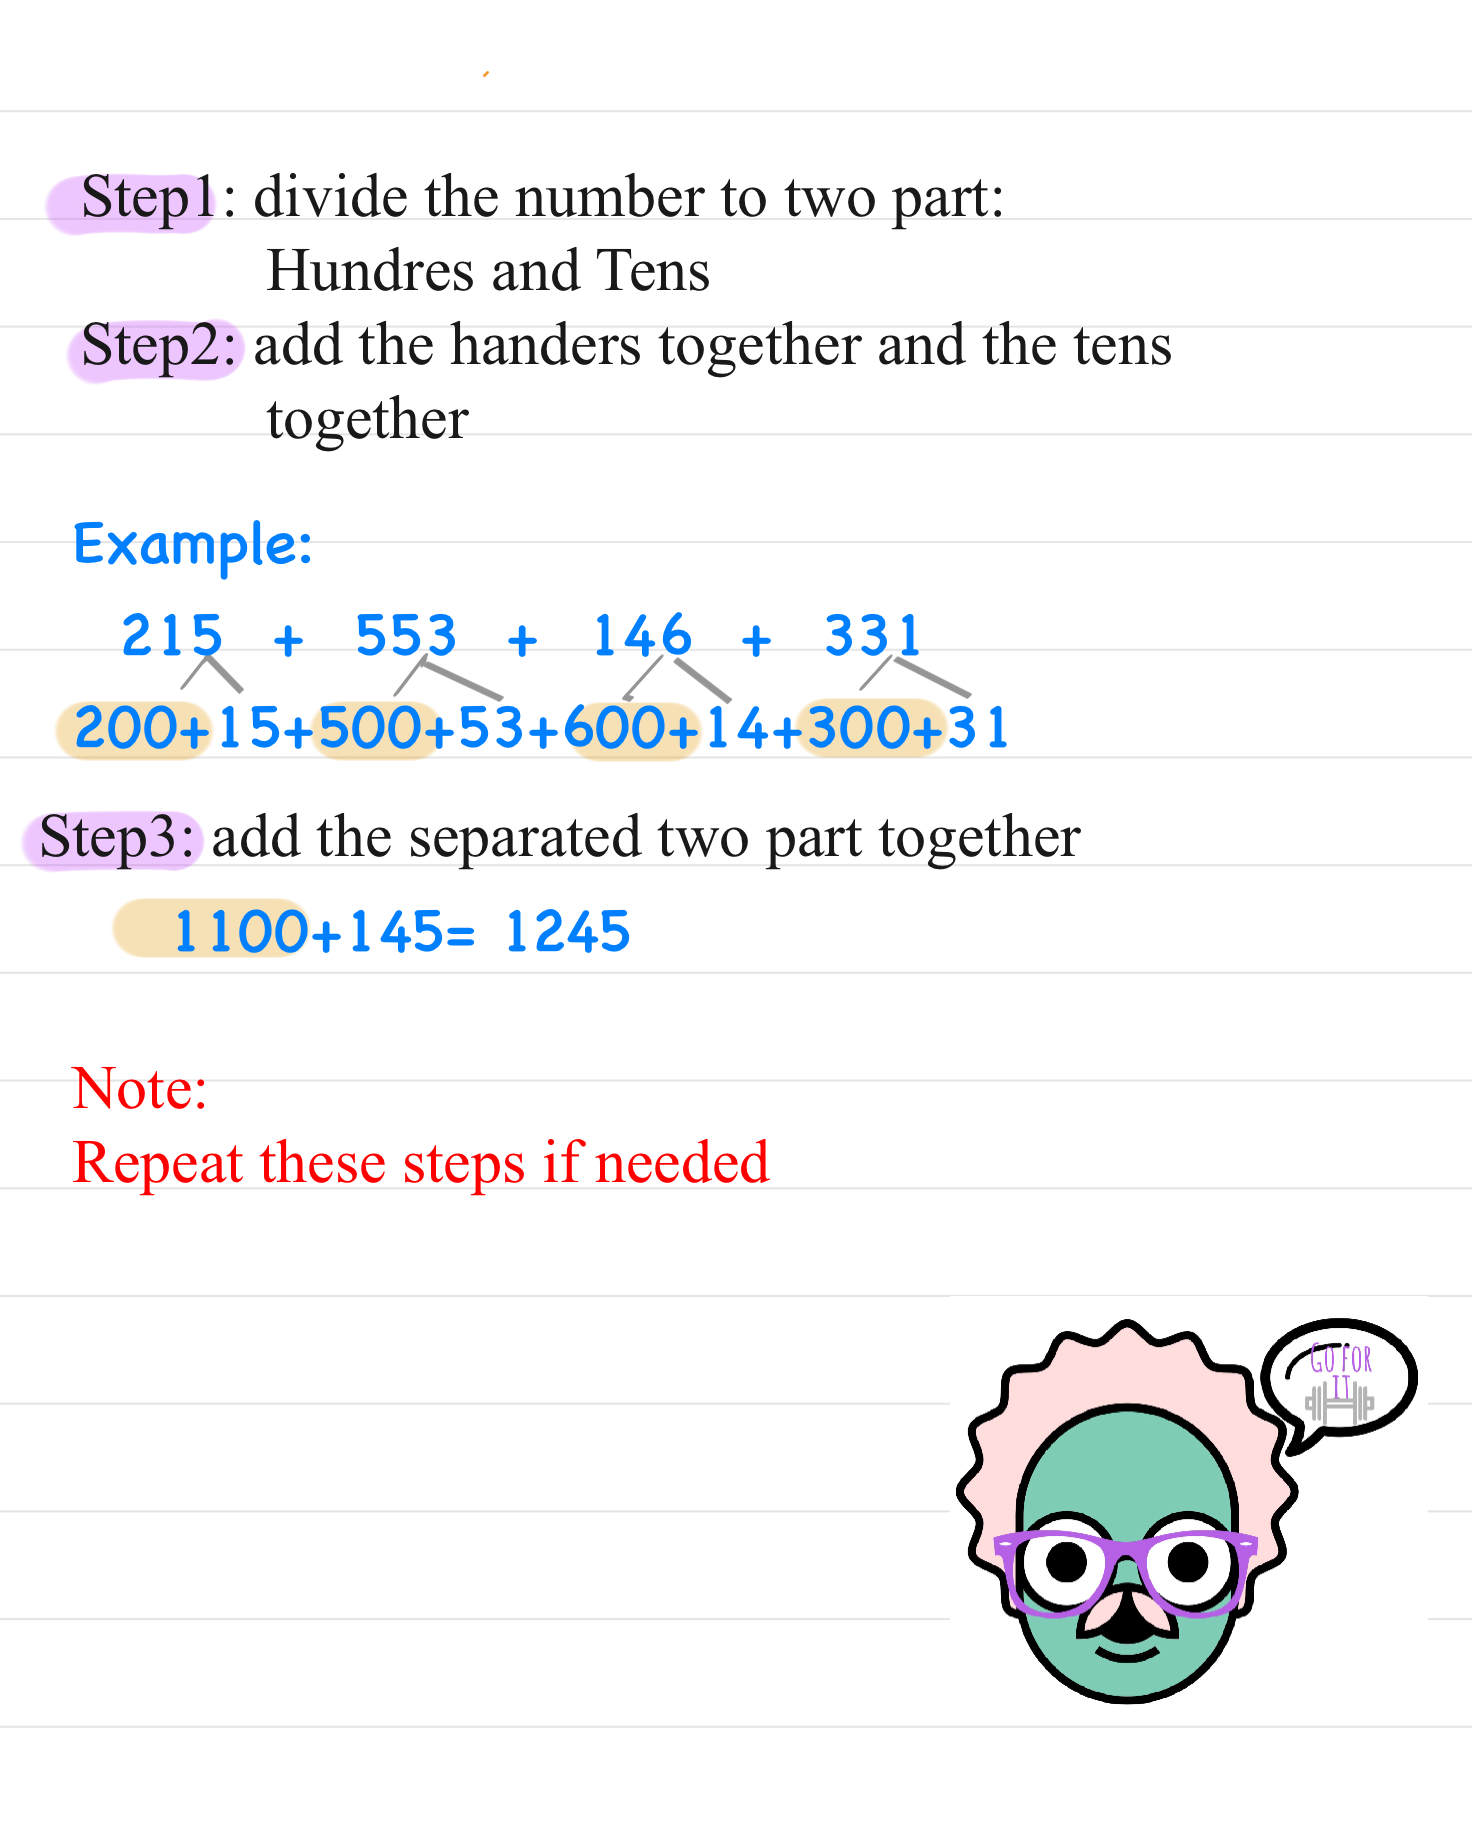 Step1: divide the number to two part:
Hundres and Tens
Step2: add the handers together and the tens
together
Example:
215 + 553 + 146 + 331
200+15+500+53+600+14+300+31
Step3: add the separated two part together
1100+145= 1245
Note:
Repeat these steps if needed
GO FOR
IT